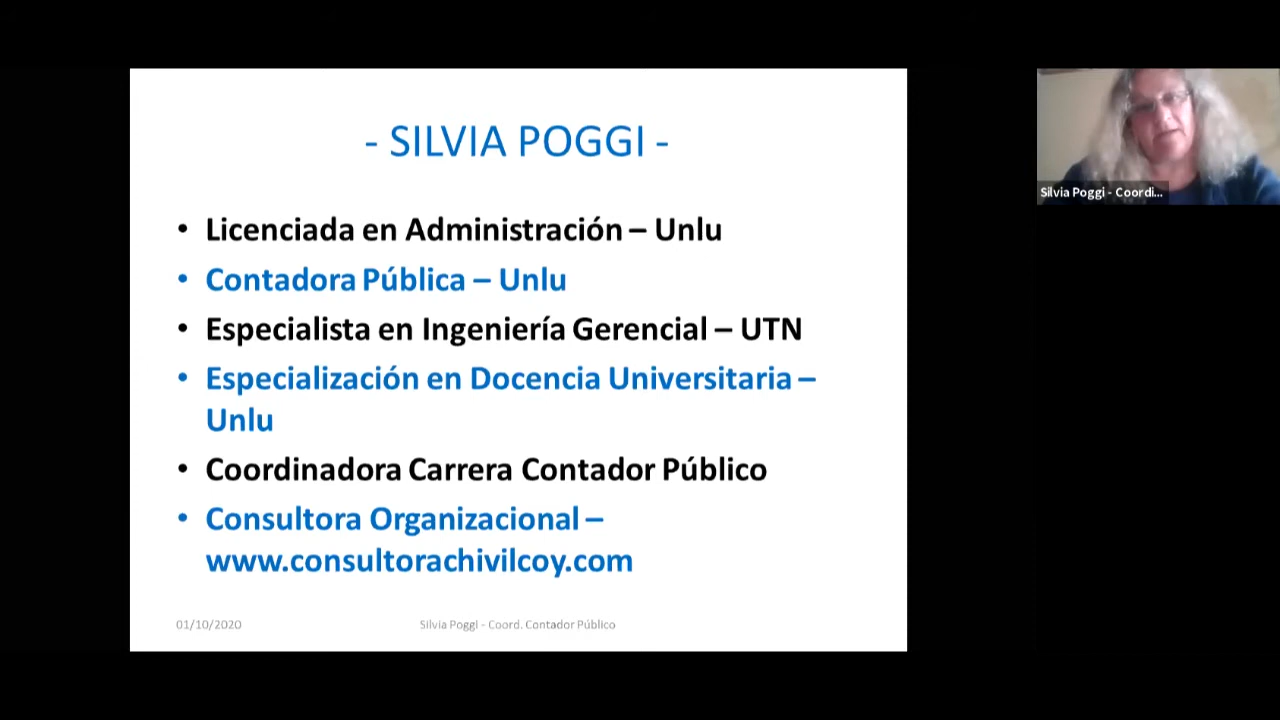 - SILVIA POGGI -
• Licenciada en Administración – Unlu
• Contadora Pública – Unlu
• Especialista en Ingeniería Gerencial – UTN
• Especialización en Docencia Universitaria –
Unlu
• Coordinadora Carrera Contador Público
• Consultora Organizacional –
www.consultorachivilcoy.com
01/10/2020
Silvia Poggi - Coord. Contador Público
Silvia Poggi - Coordi...